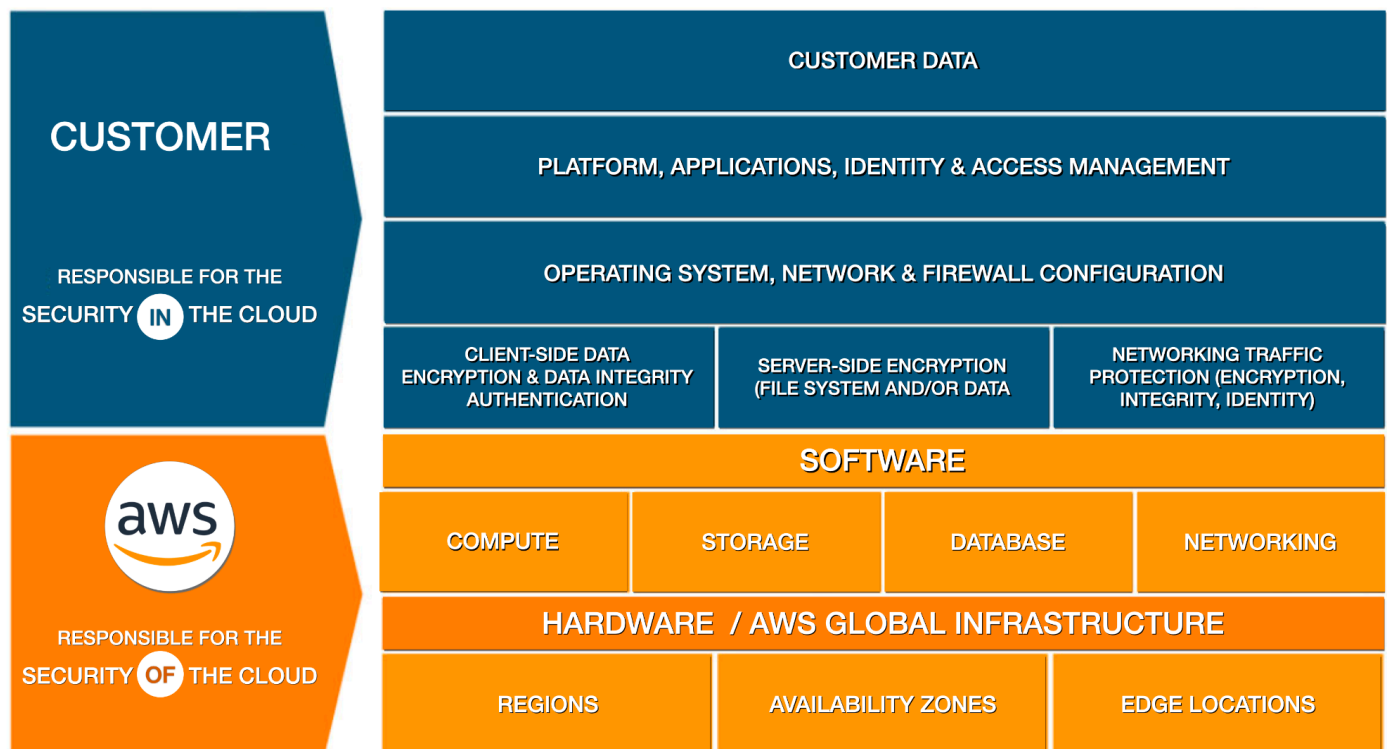 CUSTOMER
RESPONSIBLE FOR THE
SECURITY IN THE CLOUD
CUSTOMER DATA
PLATFORM, APPLICATIONS, IDENTITY & ACCESS MANAGEMENT
OPERATING SYSTEM, NETWORK & FIREWALL CONFIGURATION
CLIENT-SIDE DATA
ENCRYPTION & DATA INTEGRITY
AUTHENTICATION
SERVER-SIDE ENCRYPTION
(FILE SYSTEM AND/OR DATA
NETWORKING TRAFFIC
PROTECTION (ENCRYPTION,
INTEGRITY, IDENTITY)
aws
RESPONSIBLE FOR THE
SECURITY OF THE CLOUD
SOFTWARE
COMPUTE
STORAGE
DATABASE
NETWORKING
HARDWARE / AWS GLOBAL INFRASTRUCTURE
REGIONS
AVAILABILITY ZONES
EDGE LOCATIONS